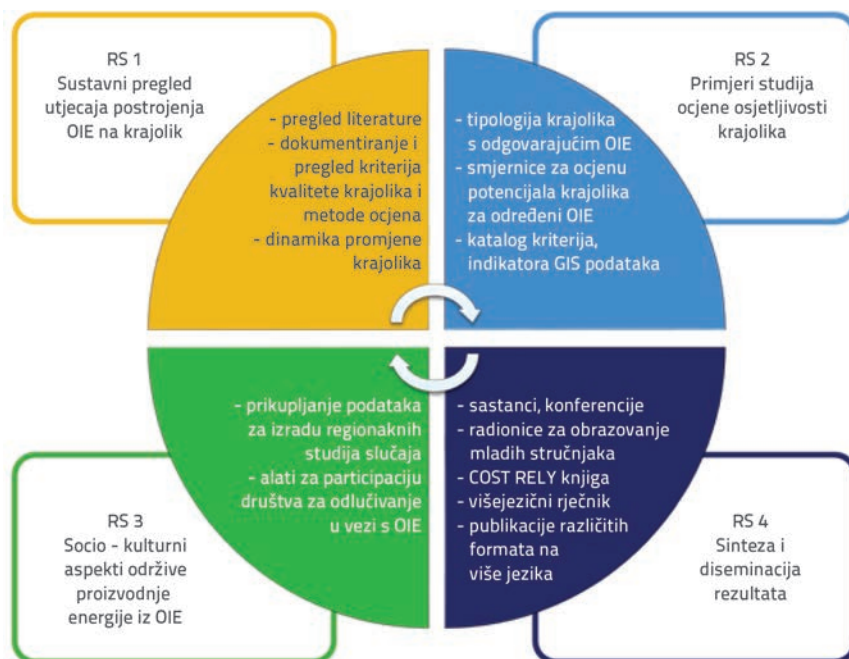 RS 1
Sustavni pregled
utjecaja postrojenja
OIE na krajolik
- pregled literature
- dokumentiranje i
pregled kriterija
kvalitete krajolika i
metode ocjena
- dinamika promjene
krajolika
RS 2
Primjeri studija
ocjene osjetljivosti
krajolika
- tipologija krajolika
s odgovarajućim OIE
- smjernice za ocjenu
potencijala krajolika
za određeni OIE
- katalog kriterija,
indikatora GIS podataka
RS 3
Socio - kulturni
aspekti održive
proizvodnje
energije iz OIE
- prikupljanje podataka
za izradu regionaknih
studija slučaja
- alati za participaciju
društva za odlučivanje
u vezi s OIE
RS 4
Sinteza i
diseminacija
rezultata
- sastanci, konferencije
- radionice za obrazovanje
mladih stručnjaka
- COST RELY knjiga
- višejezični rječnik
- publikacije različitih
formata na
više jezika